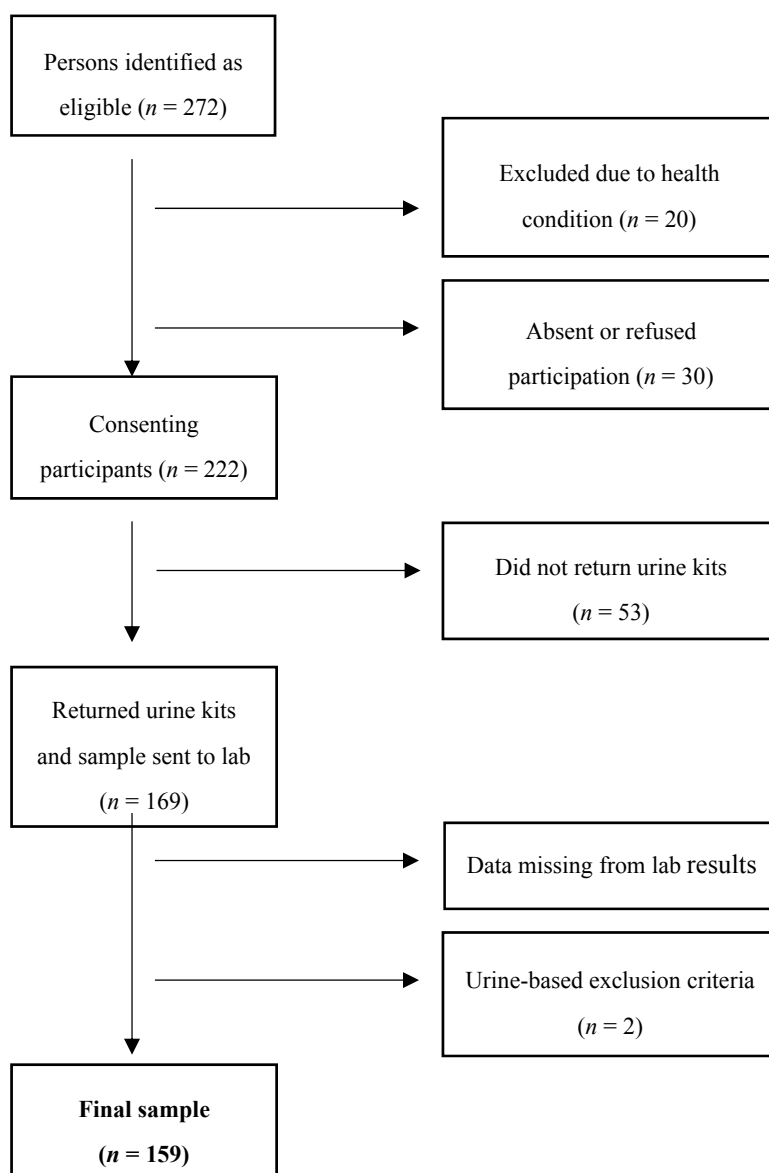 Persons identified as
eligible (n = 272)
Excluded due to health
condition (n = 20)
Absent or refused
participation (n = 30)
Consenting
participants (n = 222)
Did not return urine kits
(n = 53)
Returned urine kits
and sample sent to lab
(n = 169)
Data missing from lab results
Urine-based exclusion criteria
(n = 2)
Final sample
(n = 159)